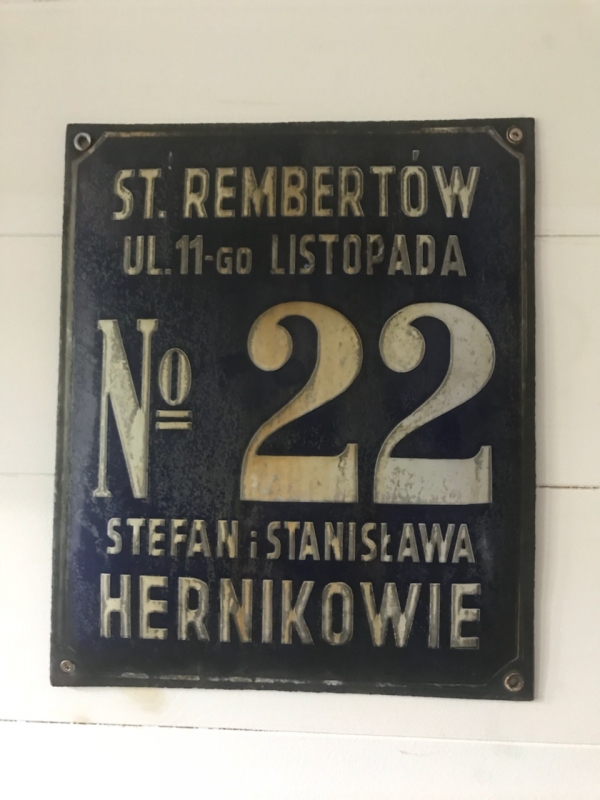 ST. REMBERTÓW
UL. 11-GO LISTOPADA
No 22
STEFAN i STANISŁAWA
HERNIKOWIE